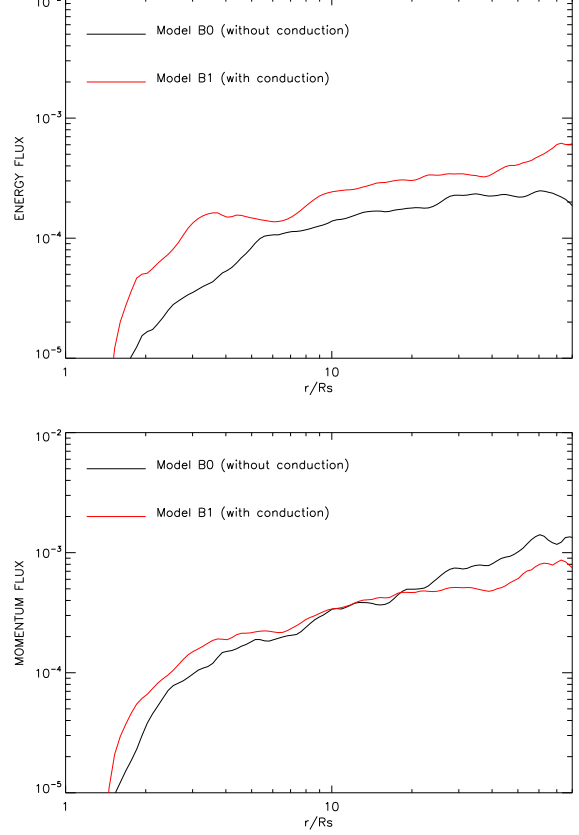 10⁻²
Model B0 (without conduction)
Model B1 (with conduction)
10⁻³
ENERGY FLUX
10⁻⁴
10⁻⁵
1
10
r/Rs
10⁻²
Model B0 (without conduction)
Model B1 (with conduction)
10⁻³
MOMENTUM FLUX
10⁻⁴
10⁻⁵
1
10
r/Rs